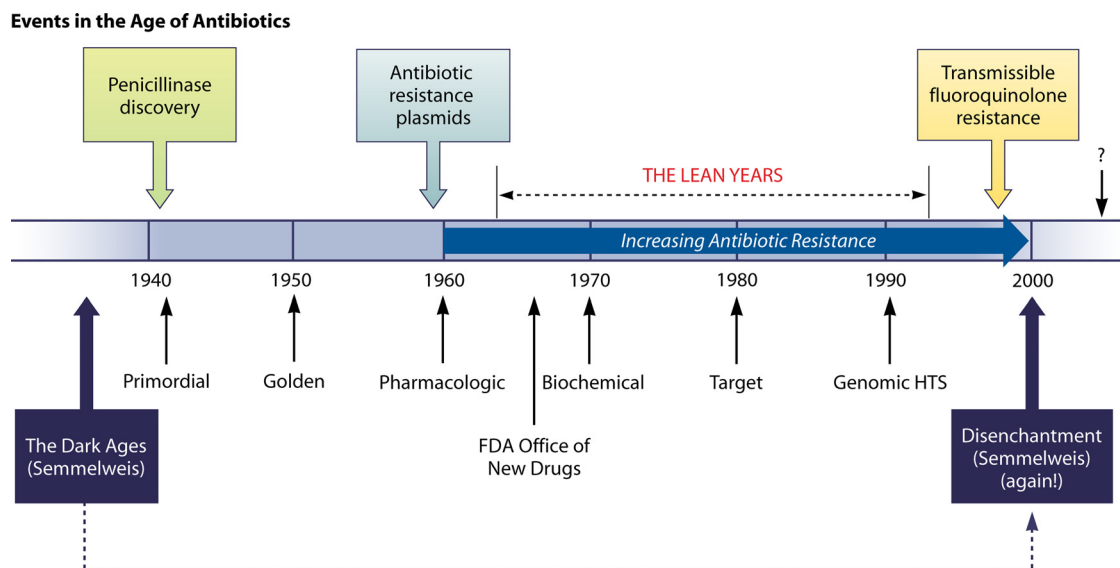 Events in the Age of Antibiotics
Penicillinase
discovery
Antibiotic
resistance
plasmids
Transmissible
fluoroquinolone
resistance
THE LEAN YEARS
?
Increasing Antibiotic Resistance
1940
1950
1960
1970
1980
1990
2000
Primordial
Golden
Pharmacologic
Biochemical
Target
Genomic HTS
FDA Office of
New Drugs
The Dark Ages
(Semmelweis)
Disenchantment
(Semmelweis)
(again!)